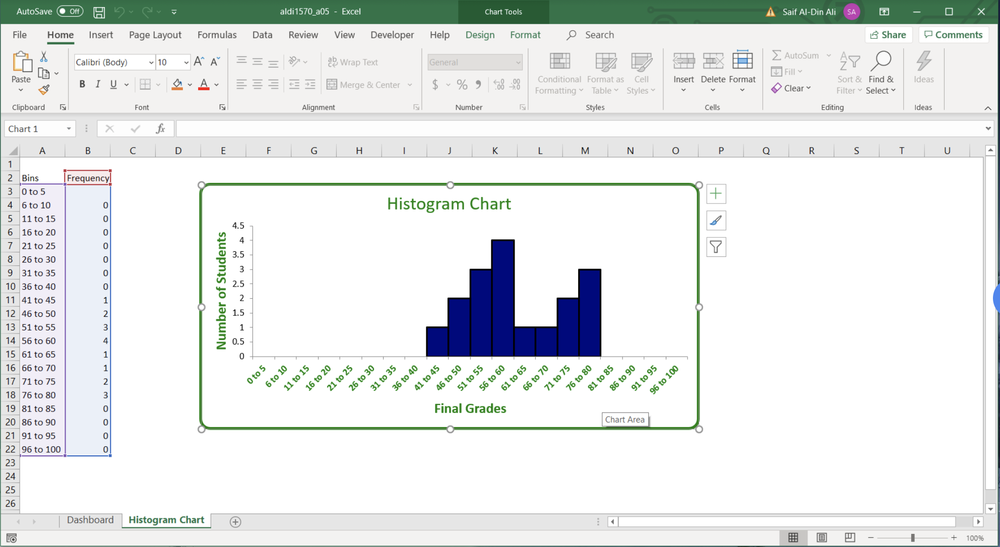 AutoSave Off aldi1570_a05 - Excel Chart Tools Saif Al-Din Ali SA
File Home Insert Page Layout Formulas Data Review View Developer Help Design Format Search Share Comments
Calibri (Body) 10 A A Wrap Text General AutoSum
Paste B I U A Merge & Center $ % Conditional Formatting Format as Table Cell Styles Insert Delete Format Fill Clear Sort & Filter Find & Select Ideas
Clipboard Font Alignment Number Styles Cells Editing Ideas
Chart 1 fx
A B C D E F G H I J K L M N O P Q R S T U
1
2 Bins Frequency
3 0 to 5
4 6 to 10 0
5 11 to 15 0
6 16 to 20 0
7 21 to 25 0
8 26 to 30 0
9 31 to 35 0
10 36 to 40 0
11 41 to 45 1
12 46 to 50 2
13 51 to 55 3
14 56 to 60 4
15 61 to 65 1
16 66 to 70 1
17 71 to 75 2
18 76 to 80 3
19 81 to 85 0
20 86 to 90 0
21 91 to 95 0
22 96 to 100 0
23
24
25
26
Histogram Chart
Number of Students
4.5
4
3.5
3
2.5
2
1.5
1
0.5
0
0 to 5 6 to 10 11 to 15 16 to 20 21 to 25 26 to 30 31 to 35 36 to 40 41 to 45 46 to 50 51 to 55 56 to 60 61 to 65 66 to 70 71 to 75 76 to 80 81 to 85 86 to 90 91 to 95 96 to 100
Final Grades
Chart Area
Dashboard Histogram Chart
100%